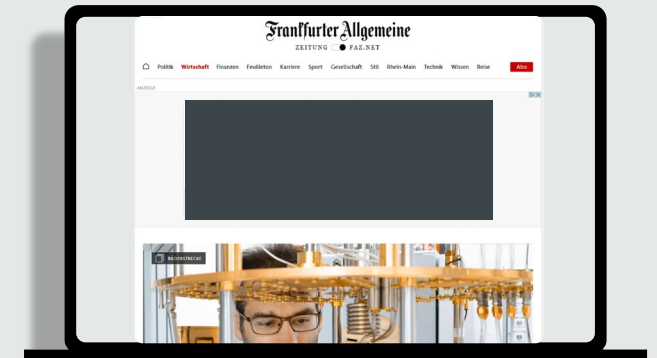 Frankfurter Allgemeine
ZEITUNG FAZ.NET
Politik Wirtschaft Finanzen Feuilleton Karriere Sport Gesellschaft Stil Rhein-Main Technik Wissen Reise Abo
ANZEIGE
BILDERSTRECKE